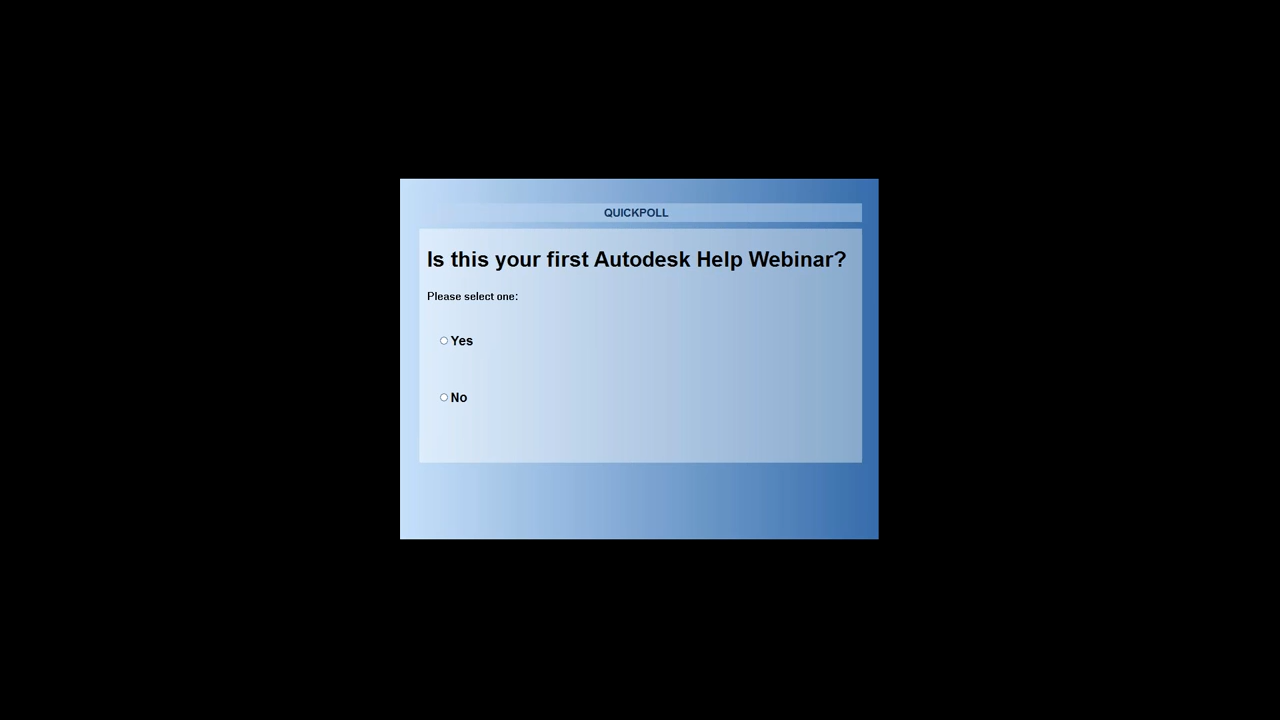 QUICKPOLL
Is this your first Autodesk Help Webinar?
Please select one:
Yes
No